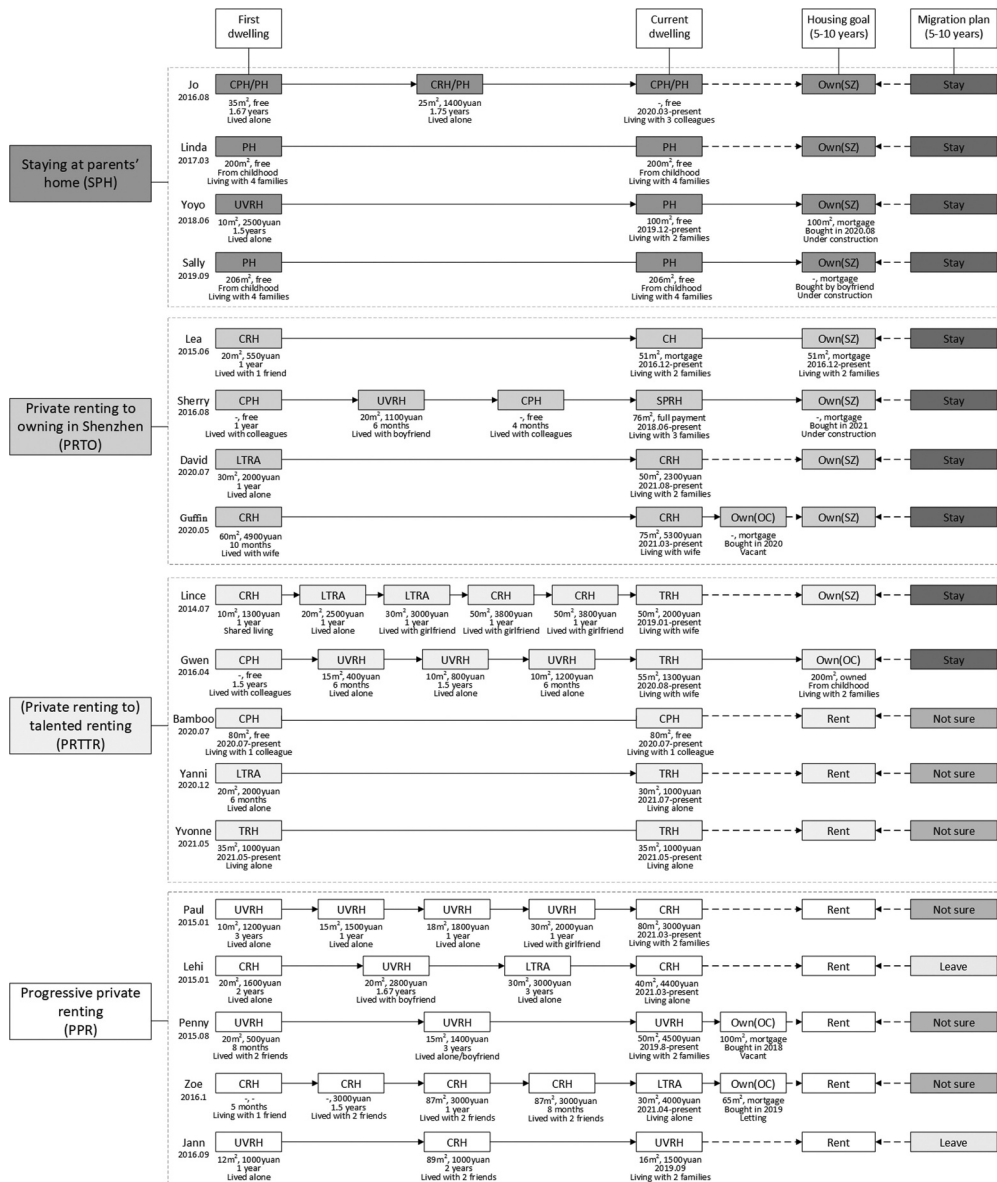 First
dwelling
Current
dwelling
Housing goal
(5-10 years)
Migration plan
(5-10 years)
Staying at parents'
home (SPH)
Jo
2016.08
CPH/PH
35m², free
1.67 years
Lived alone
CRH/PH
25m², 1400yuan
1.75 years
Lived alone
CPH/PH
-, free
2020.03-present
Living with 3 colleagues
Own(SZ)
Stay
Linda
2017.03
PH
200m², free
From childhood
Living with 4 families
PH
200m², free
From childhood
Living with 4 families
Own(SZ)
Stay
Yoyo
2018.06
UVRH
10m², 2500yuan
1.5years
Lived alone
PH
100m², free
2019.12-present
Living with 2 families
Own(SZ)
100m², mortgage
Bought in 2020.08
Under construction
Stay
Sally
2019.09
PH
206m², free
From childhood
Living with 4 families
PH
206m², free
From childhood
Living with 4 families
Own(SZ)
-, mortgage
Bought by boyfriend
Under construction
Stay
Private renting to
owning in Shenzhen
(PRTO)
Lea
2015.06
CRH
20m², 550yuan
1 year
Lived with 1 friend
CH
51m², mortgage
2016.12-present
Living with 2 families
Own(SZ)
51m², mortgage
2016.12-present
Living with 2 families
Stay
Sherry
2016.08
CPH
-, free
1 year
Lived with colleagues
UVRH
20m², 1100yuan
6 months
Lived with boyfriend
CPH
-, free
4 months
Lived with colleagues
SPRH
76m², full payment
2018.06-present
Living with 3 families
Own(SZ)
-, mortgage
Bought in 2021
Under construction
Stay
David
2020.07
LTRA
30m², 2000yuan
1 year
Lived alone
CRH
50m², 2300yuan
2021.08-present
Living with 2 families
Own(SZ)
Stay
Guffin
2020.05
CRH
60m², 4900yuan
10 months
Lived with wife
CRH
75m², 5300yuan
2021.03-present
Living with wife
Own(OC)
-, mortgage
Bought in 2020
Vacant
Own(SZ)
Stay
(Private renting to)
talented renting
(PRTTR)
Lince
2014.07
CRH
10m², 1300yuan
1 year
Shared living
LTRA
20m², 2500yuan
1 year
Lived alone
LTRA
30m², 3000yuan
1 year
Lived with girlfriend
CRH
50m², 3800yuan
1 year
Lived with girlfriend
CRH
50m², 3800yuan
1 year
Lived with girlfriend
TRH
50m², 2000yuan
2019.01-present
Living with wife
Own(SZ)
Stay
Gwen
2016.04
CPH
-, free
1.5 years
Lived with colleagues
UVRH
15m², 400yuan
6 months
Lived alone
UVRH
10m², 800yuan
1.5 years
Lived alone
UVRH
10m², 1200yuan
6 months
Lived alone
TRH
55m², 1300yuan
2020.08-present
Living with wife
Own(OC)
200m², owned
From childhood
Living with 2 families
Stay
Bamboo
2020.07
CPH
80m², free
2020.07-present
Living with 1 colleague
CPH
80m², free
2020.07-present
Living with 1 colleague
Rent
Not sure
Yanni
2020.12
LTRA
20m², 2000yuan
6 months
Lived alone
TRH
30m², 1000yuan
2021.07-present
Living alone
Rent
Not sure
Yvonne
2021.05
TRH
35m², 1000yuan
2021.05-present
Living alone
TRH
35m², 1000yuan
2021.05-present
Living alone
Rent
Not sure
Progressive private
renting
(PPR)
Paul
2015.01
UVRH
10m², 1200yuan
3 years
Lived alone
UVRH
15m², 1500yuan
1 year
Lived alone
UVRH
18m², 1800yuan
1 year
Lived alone
UVRH
30m², 2000yuan
1 year
Lived with girlfriend
CRH
80m², 3000yuan
2021.03-present
Living with 2 families
Rent
Not sure
Lehi
2015.01
CRH
20m², 1600yuan
2 years
Lived alone
UVRH
20m², 2800yuan
1.67 years
Lived with boyfriend
LTRA
30m², 3000yuan
3 years
Lived alone
CRH
40m², 4400yuan
2021.03-present
Living alone
Rent
Leave
Penny
2015.08
UVRH
20m², 500yuan
8 months
Lived with 2 friends
UVRH
15m², 1400yuan
3 years
Lived alone/boyfriend
UVRH
50m², 4500yuan
2019.8-present
Living with 2 families
Own(OC)
100m², mortgage
Bought in 2018
Vacant
Rent
Not sure
Zoe
2016.1
CRH
-, -
5 months
Living with 1 friend
CRH
-, 3000yuan
1.5 years
Lived with 2 friends
CRH
87m², 3000yuan
1 year
Lived with 2 friends
CRH
87m², 3000yuan
8 months
Lived with 2 friends
LTRA
30m², 4000yuan
2021.04-present
Living alone
Own(OC)
65m², mortgage
Bought in 2019
Letting
Rent
Not sure
Jann
2016.09
UVRH
12m², 1000yuan
1 year
Lived alone
CRH
89m², 1000yuan
2 years
Lived with 2 friends
UVRH
16m², 1500yuan
2019.09
Living with 2 families
Rent
Leave